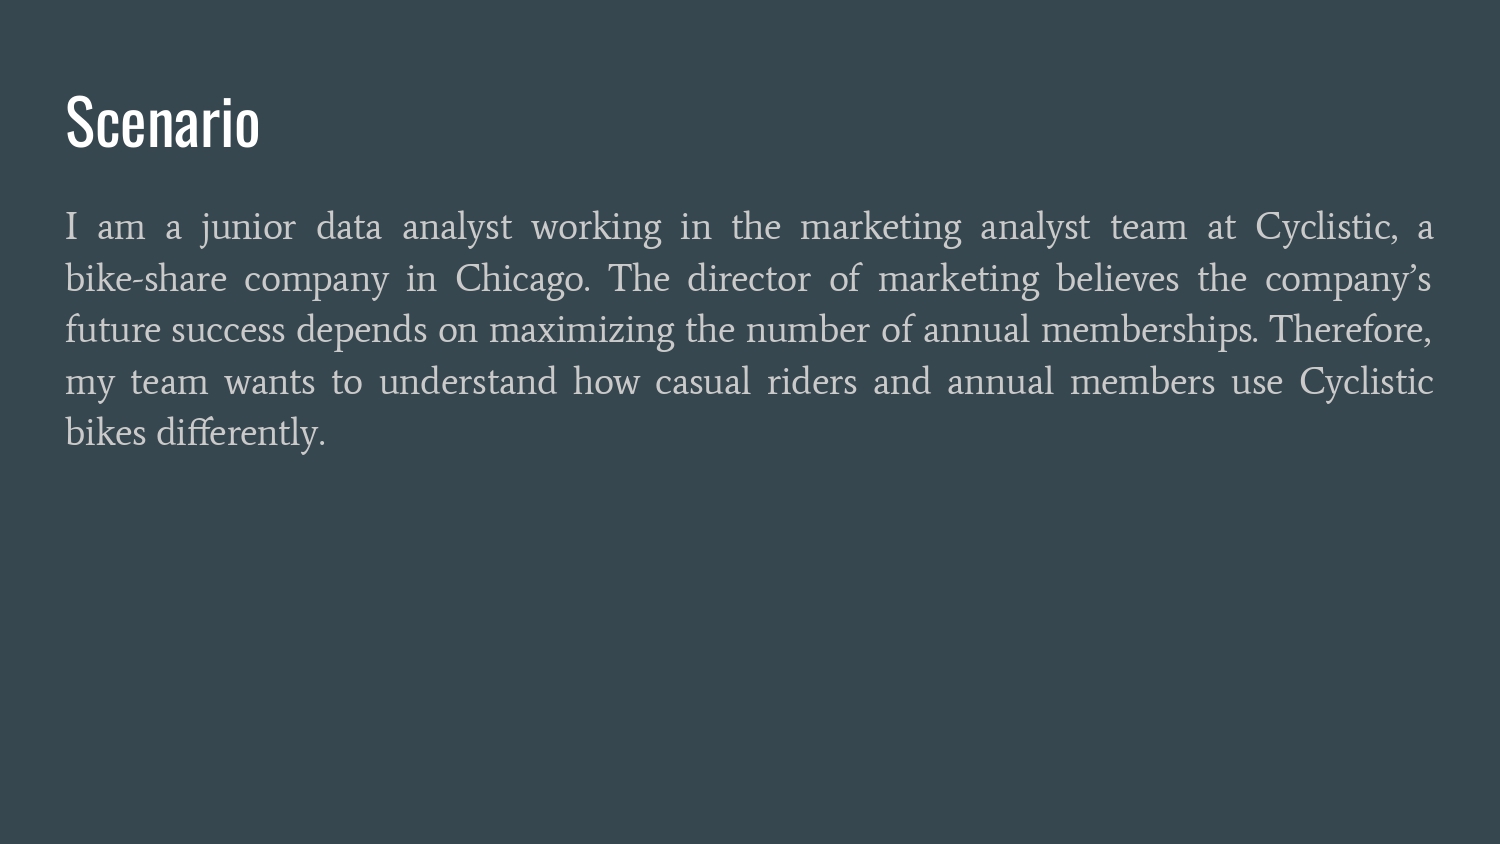 Scenario
I am a junior data analyst working in the marketing analyst team at Cyclistic, a
bike-share company in Chicago. The director of marketing believes the company’s
future success depends on maximizing the number of annual memberships. Therefore,
my team wants to understand how casual riders and annual members use Cyclistic
bikes differently.